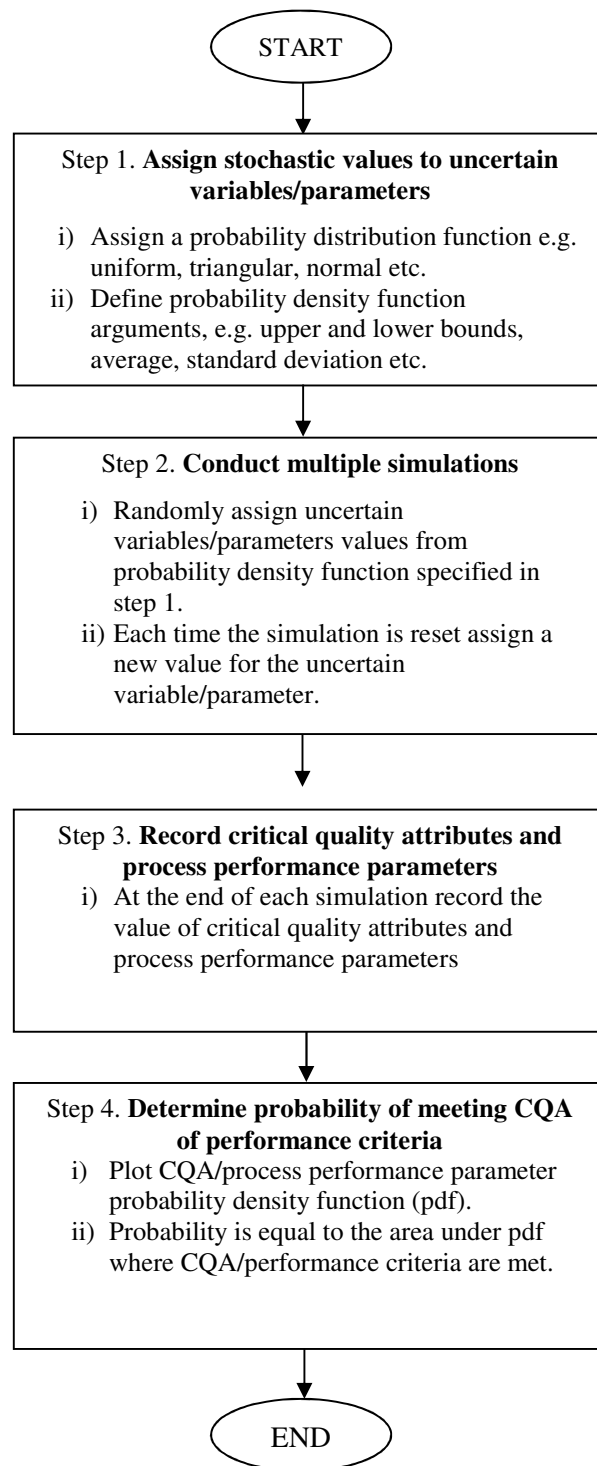 START
Step 1. Assign stochastic values to uncertain
variables/parameters
i) Assign a probability distribution function e.g.
uniform, triangular, normal etc.
ii) Define probability density function
arguments, e.g. upper and lower bounds,
average, standard deviation etc.
Step 2. Conduct multiple simulations
i) Randomly assign uncertain
variables/parameters values from
probability density function specified in
step 1.
ii) Each time the simulation is reset assign a
new value for the uncertain
variable/parameter.
Step 3. Record critical quality attributes and
process performance parameters
i) At the end of each simulation record the
value of critical quality attributes and
process performance parameters
Step 4. Determine probability of meeting CQA
of performance criteria
i) Plot CQA/process performance parameter
probability density function (pdf).
ii) Probability is equal to the area under pdf
where CQA/performance criteria are met.
END